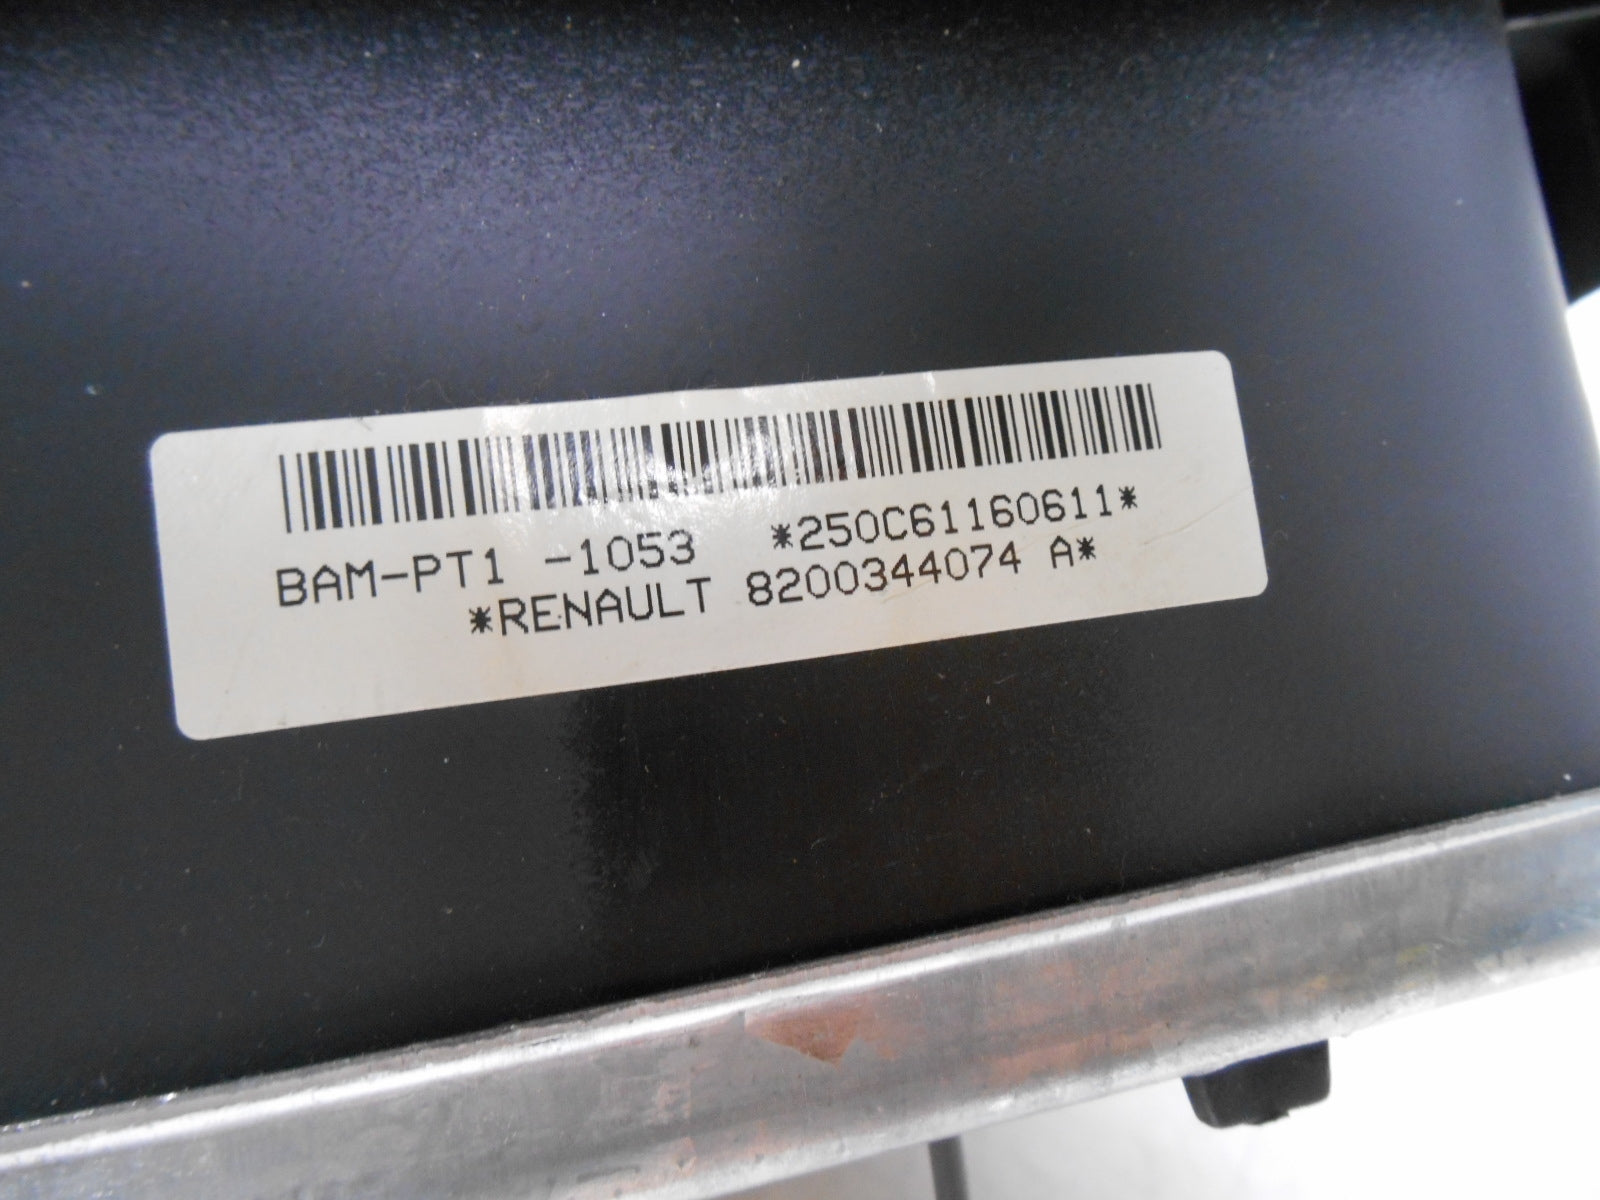 BAM-PT1 -1053 *250C61160611*
*RENAULT 8200344074 A*